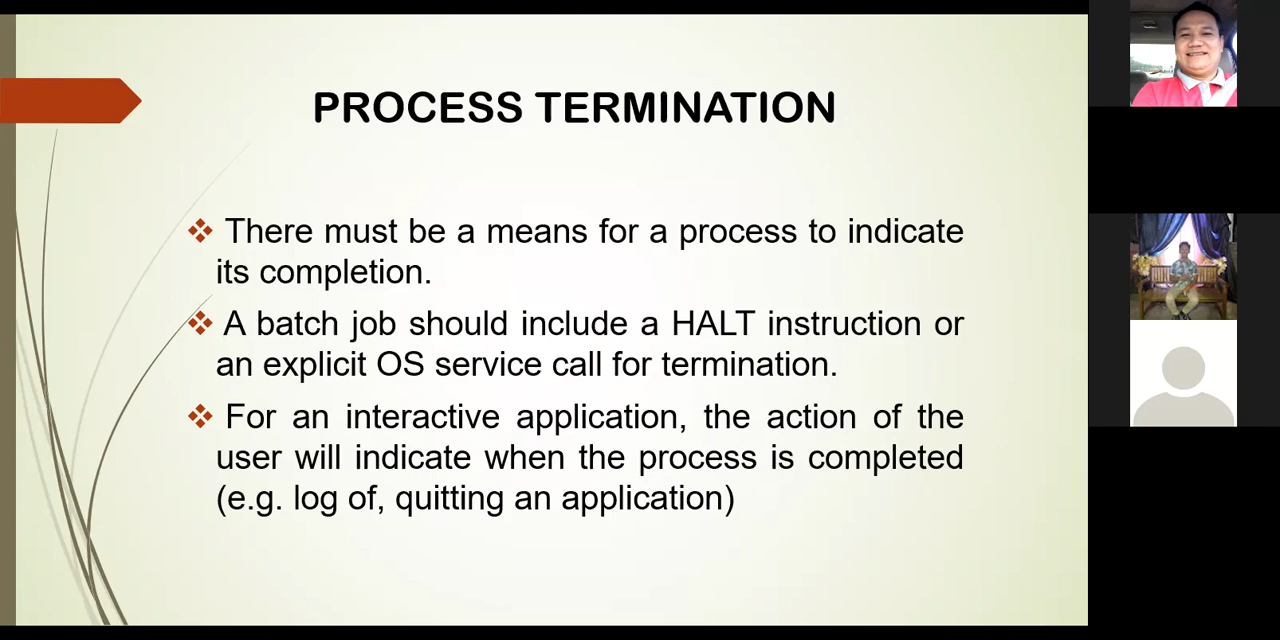 PROCESS TERMINATION
There must be a means for a process to indicate
its completion.
A batch job should include a HALT instruction or
an explicit OS service call for termination.
For an interactive application, the action of the
user will indicate when the process is completed
(e.g. log of, quitting an application)